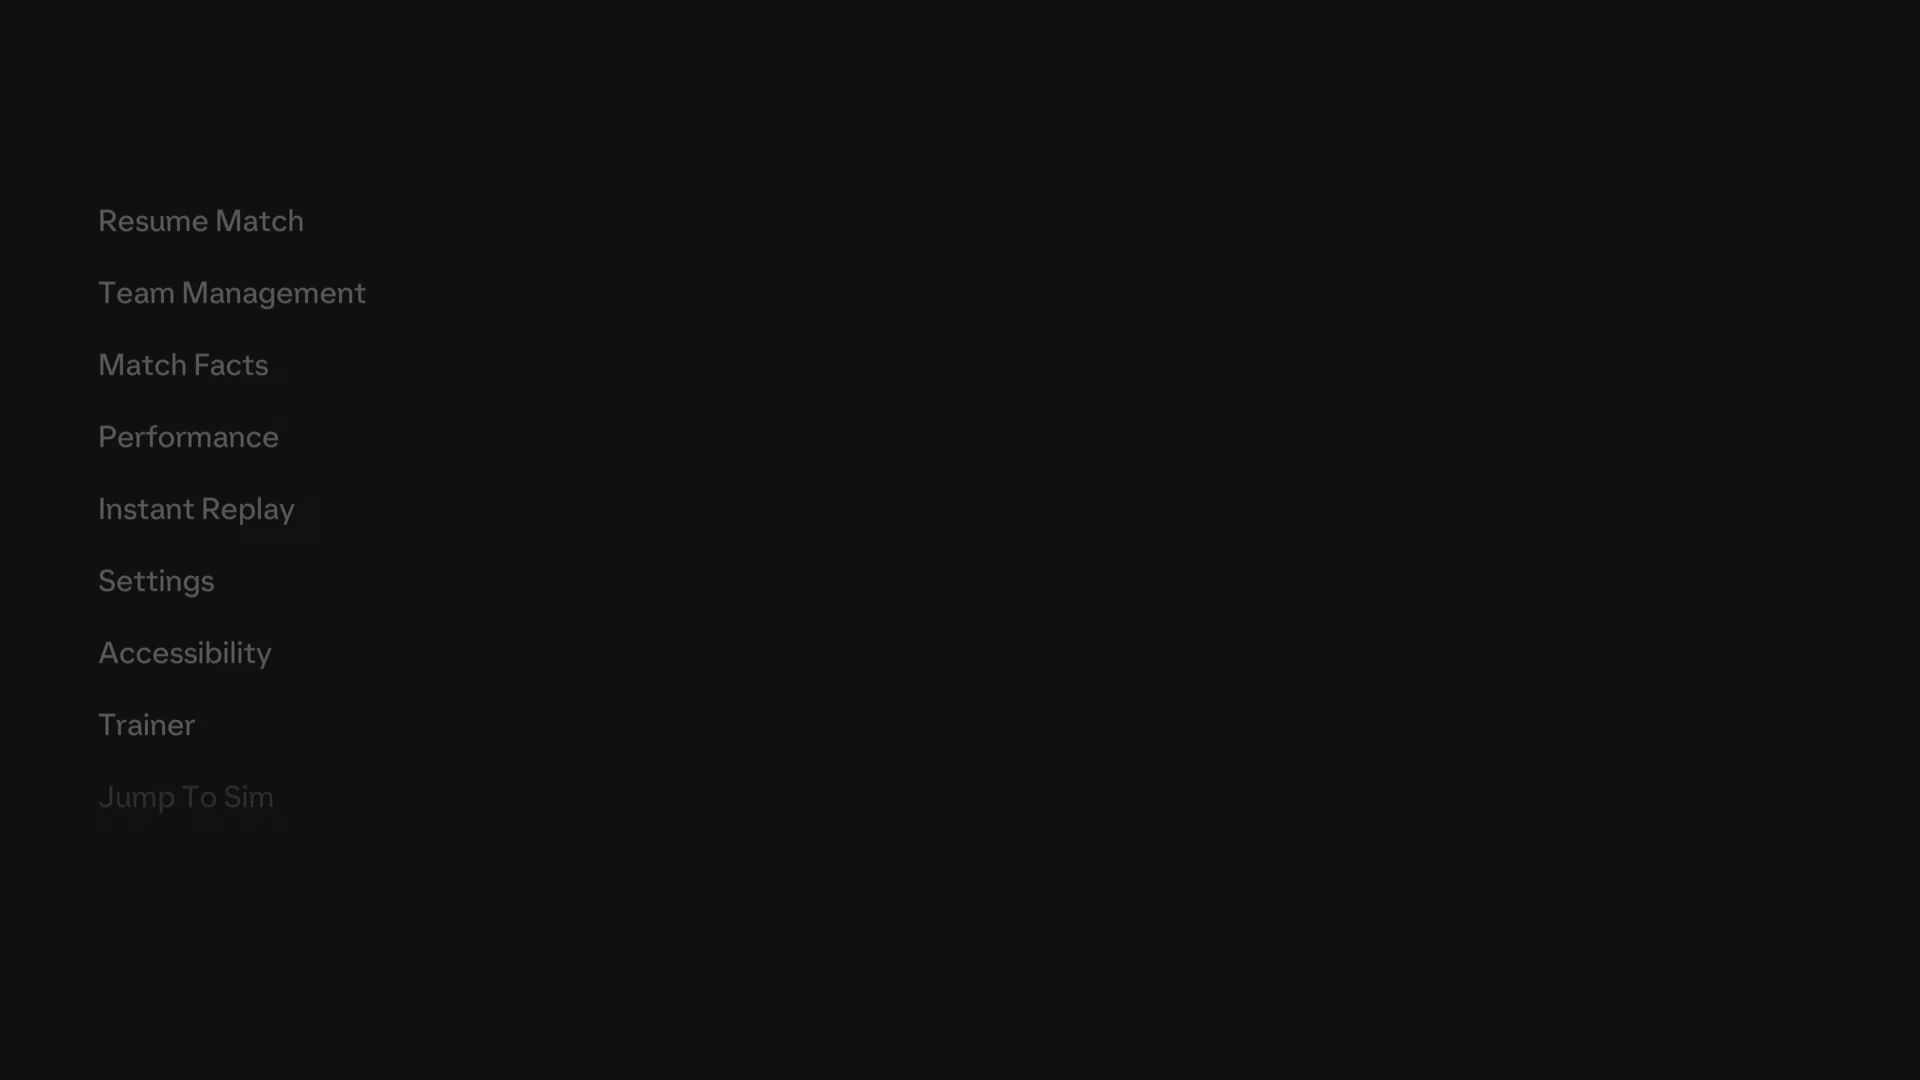 Resume Match
Team Management
Match Facts
Performance
Instant Replay
Settings
Accessibility
Trainer
Jump To Sim